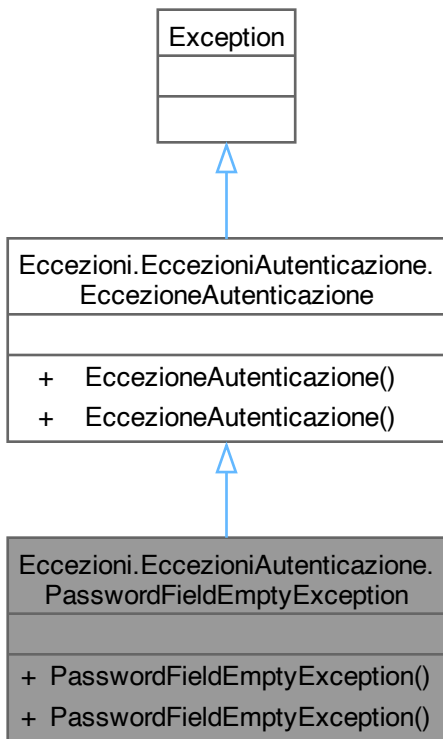 Exception
Eccezioni.EccezioniAutenticazione.
EccezioneAutenticazione
+ EccezioneAutenticazione()
+ EccezioneAutenticazione()
Eccezioni.EccezioniAutenticazione.
PasswordFieldEmptyException
+ PasswordFieldEmptyException()
+ PasswordFieldEmptyException()